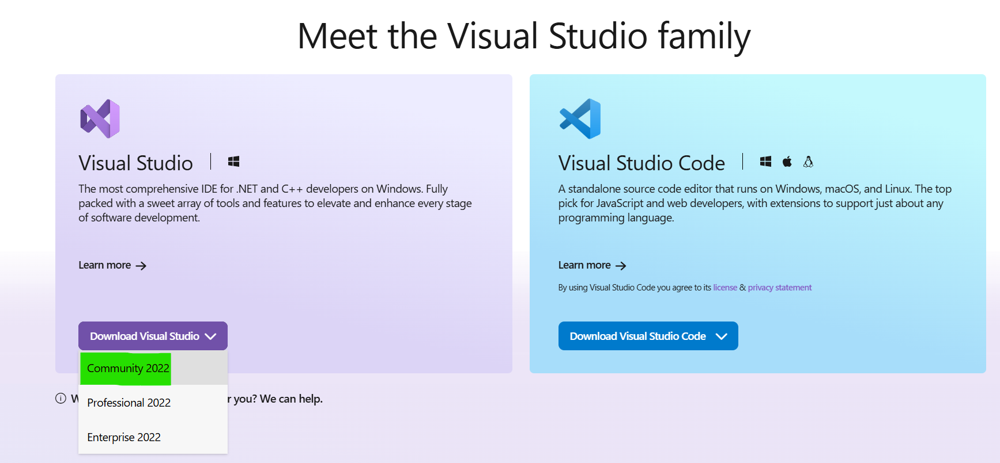 Meet the Visual Studio family
Visual Studio
The most comprehensive IDE for .NET and C++ developers on Windows. Fully
packed with a sweet array of tools and features to elevate and enhance every stage
of software development.
Learn more
Download Visual Studio
Community 2022
Professional 2022
Enterprise 2022
r you? We can help.
Visual Studio Code
A standalone source code editor that runs on Windows, macOS, and Linux. The top
pick for JavaScript and web developers, with extensions to support just about any
programming language.
Learn more
By using Visual Studio Code you agree to its license & privacy statement
Download Visual Studio Code